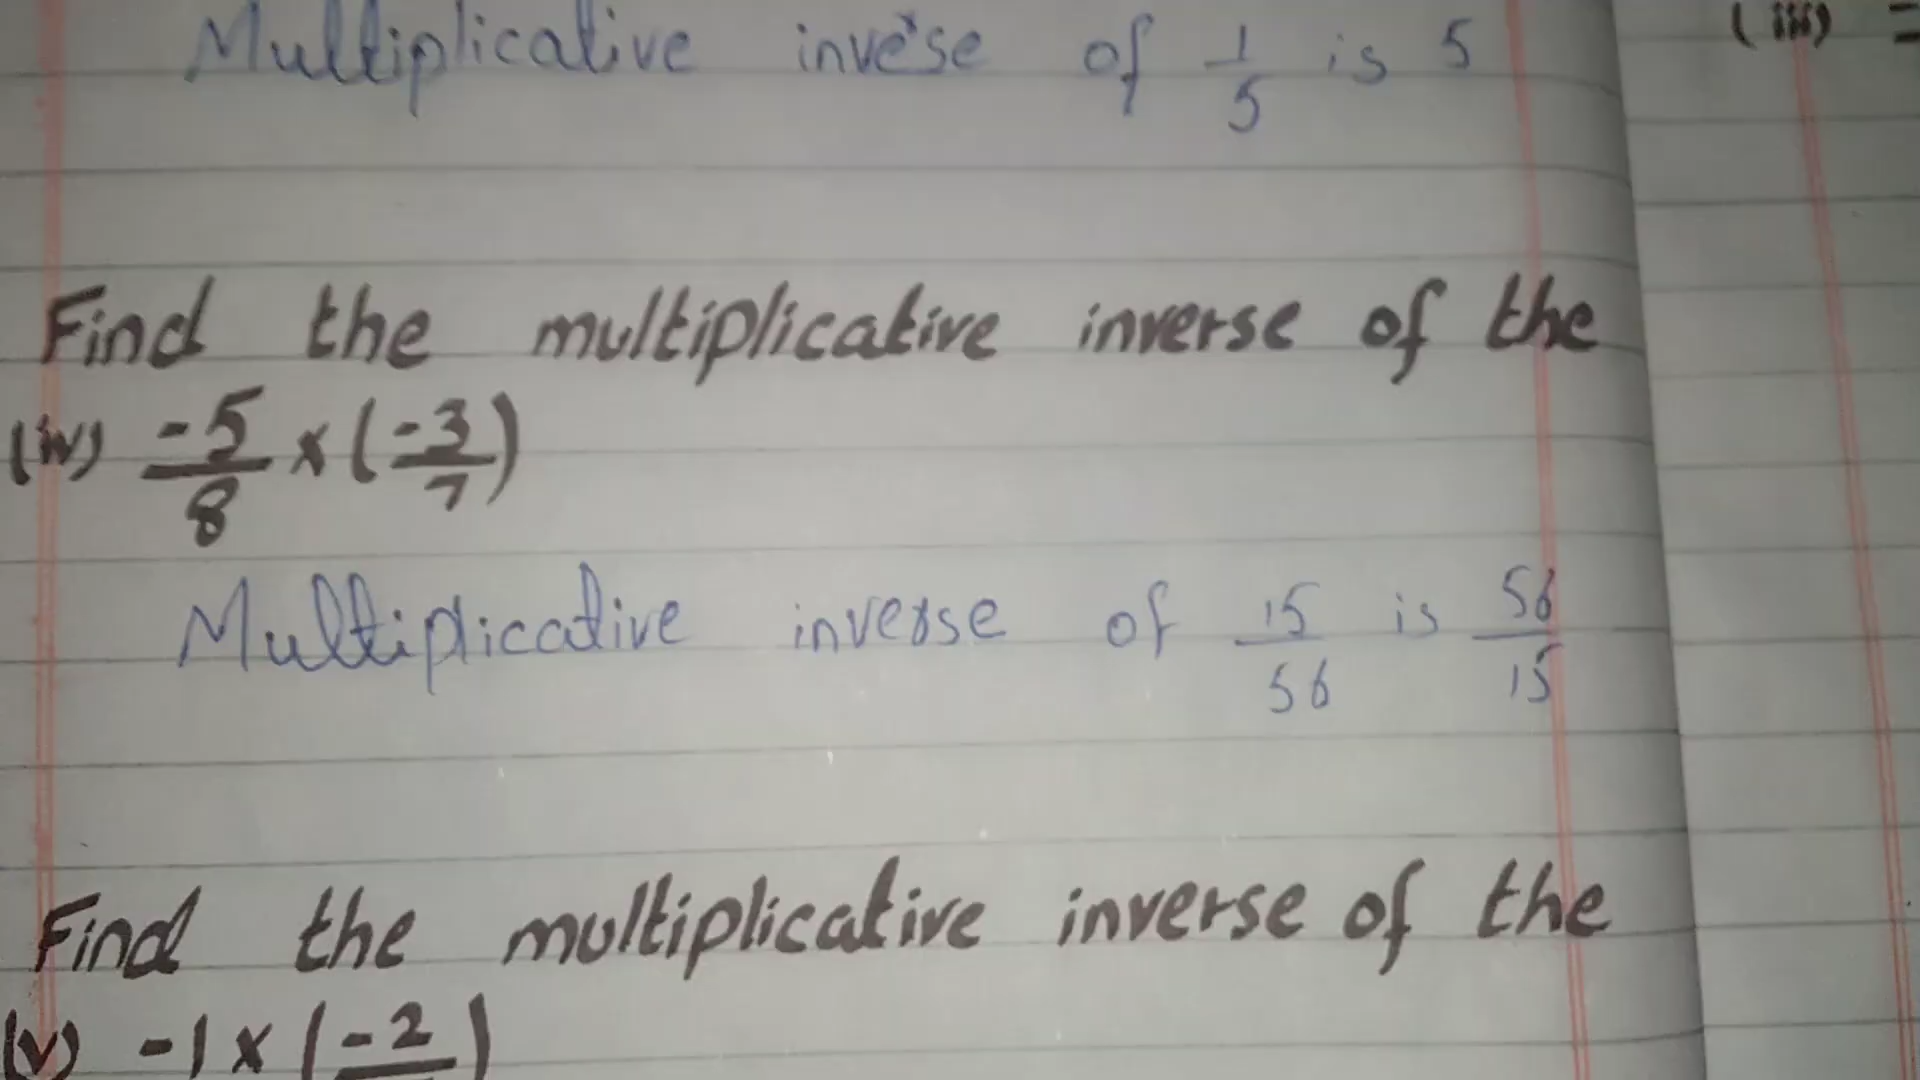 Multiplicative inverse of 1/5 is 5
(iii) =
Find the multiplicative inverse of the
(iv) -5/8 × (-3/7)
Multiplicative inverse of 15/56 is 56/15
Find the multiplicative inverse of the
(v) -1 × (-2